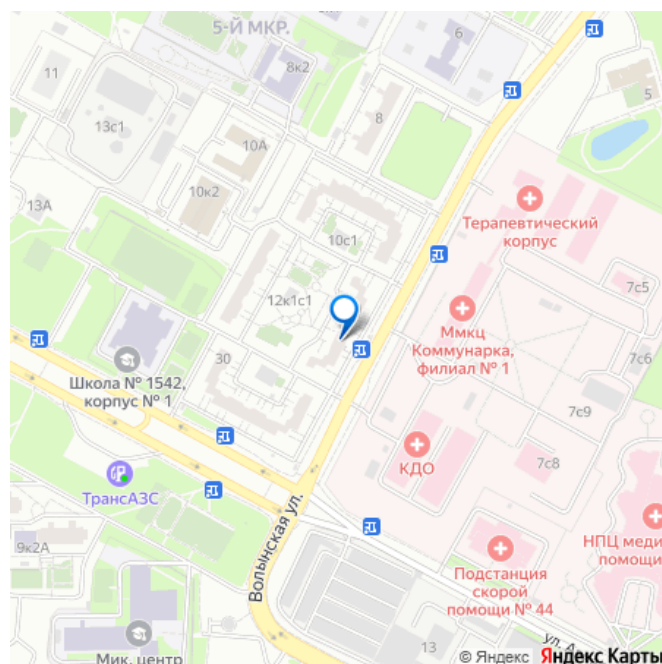 5-Й МКР.
6
11
8к2
5
8
13с1
10А
Терапевтический
корпус
10к2
13А
10с1
7с5
12к1с1
Ммкц
Коммунарка,
филиал № 1
7с6
30
Школа № 1542,
корпус № 1
7с9
КДО
7с8
ТрансАЗС
Волынская ул.
НПЦ меди
помощи
9к2А
Подстанция
скорой
помощи № 44
13
ул. А
Мик. центр
© Яндекс Яндекс Карты